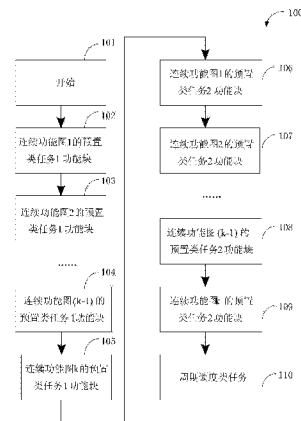 100
101
开始
102
连续功能图1的预置
类任务1功能块
103
连续功能图2的预置
类任务1功能块
......
104
连续功能图(k-1)的
预置类任务1功能块
105
连续功能图k的预置
类任务1功能块
106
连续功能图1的预置
类任务2功能块
107
连续功能图2的预置
类任务2功能块
......
108
连续功能图(k-1)的
预置类任务2功能块
109
连续功能图k的预置
类任务2功能块
110
周期调度类任务